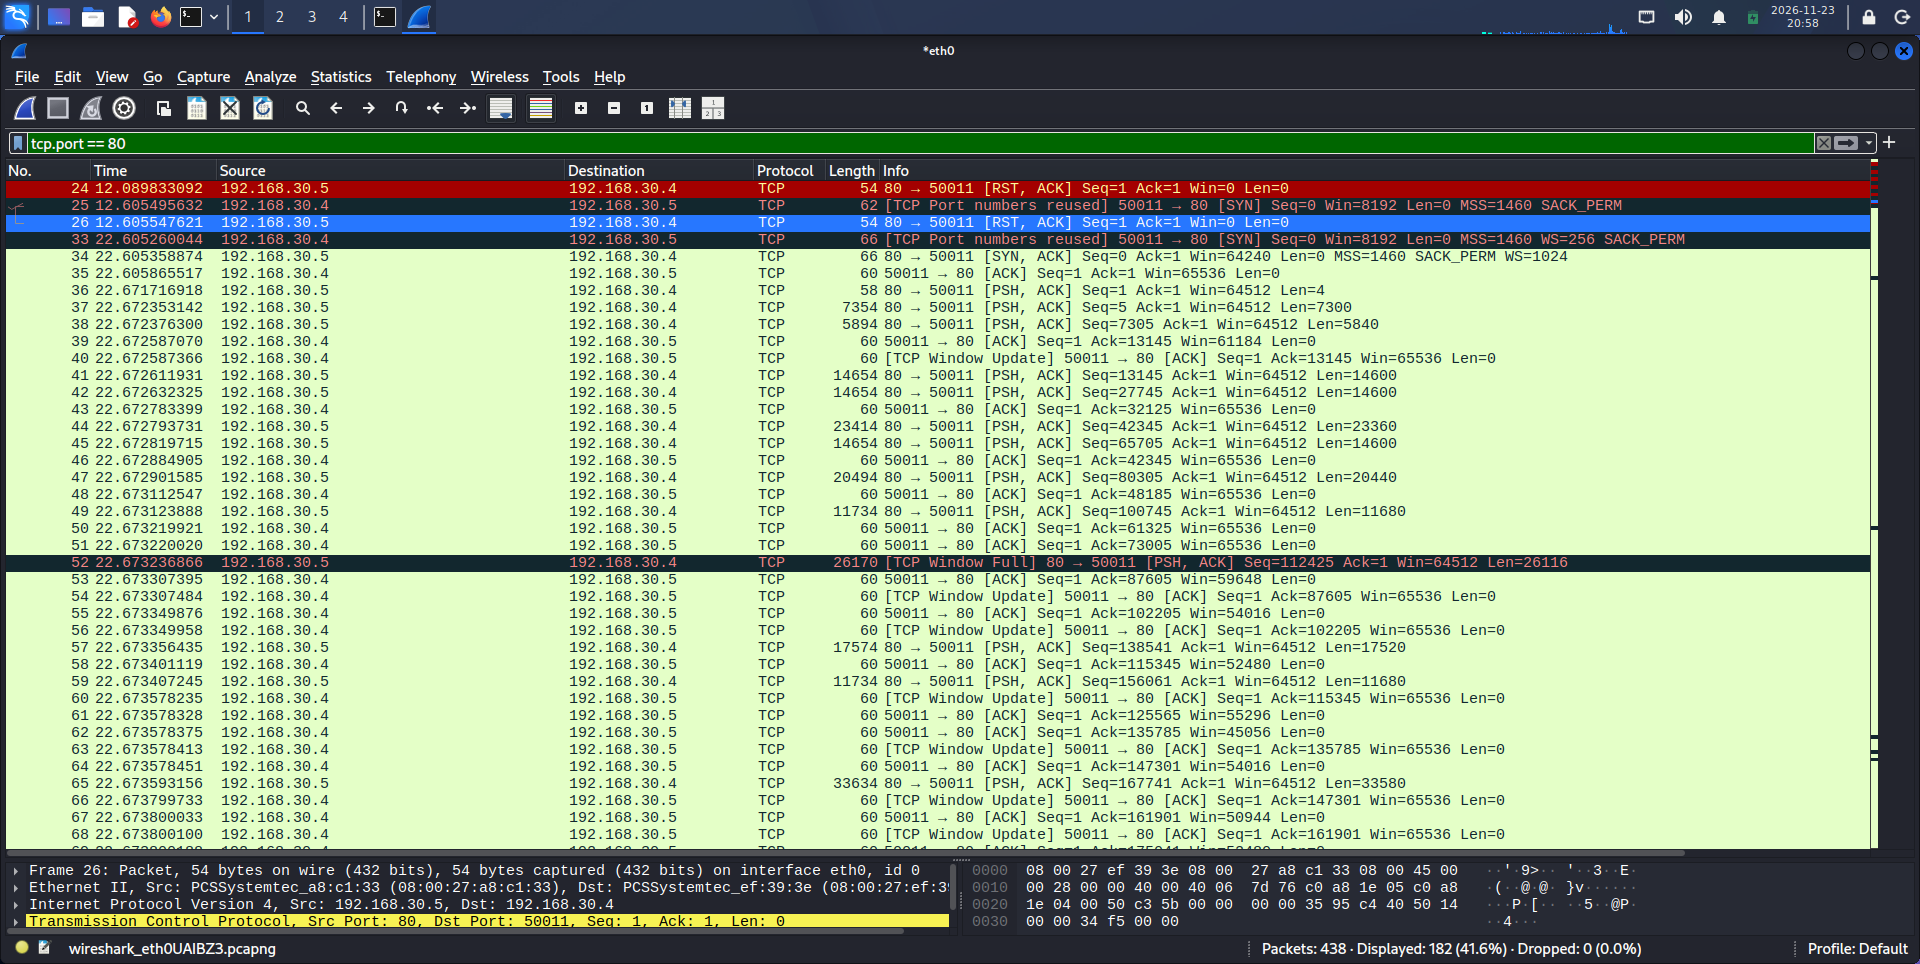 1 2 3 4
2026-11-23
20:58
*eth0
File Edit View Go Capture Analyze Statistics Telephony Wireless Tools Help
tcp.port == 80
No. Time Source Destination Protocol Length Info
24 12.089833092 192.168.30.5 192.168.30.4 TCP 54 80 → 50011 [RST, ACK] Seq=1 Ack=1 Win=0 Len=0
25 12.605495632 192.168.30.4 192.168.30.5 TCP 62 [TCP Port numbers reused] 50011 → 80 [SYN] Seq=0 Win=8192 Len=0 MSS=1460 SACK_PERM
26 12.605547621 192.168.30.5 192.168.30.4 TCP 54 80 → 50011 [RST, ACK] Seq=1 Ack=1 Win=0 Len=0
33 22.605260044 192.168.30.4 192.168.30.5 TCP 66 [TCP Port numbers reused] 50011 → 80 [SYN] Seq=0 Win=8192 Len=0 MSS=1460 WS=256 SACK_PERM
34 22.605358874 192.168.30.5 192.168.30.4 TCP 66 80 → 50011 [SYN, ACK] Seq=0 Ack=1 Win=64240 Len=0 MSS=1460 SACK_PERM WS=1024
35 22.605865517 192.168.30.4 192.168.30.5 TCP 60 50011 → 80 [ACK] Seq=1 Ack=1 Win=65536 Len=0
36 22.671716918 192.168.30.5 192.168.30.4 TCP 58 80 → 50011 [PSH, ACK] Seq=1 Ack=1 Win=64512 Len=4
37 22.672353142 192.168.30.5 192.168.30.4 TCP 7354 80 → 50011 [PSH, ACK] Seq=5 Ack=1 Win=64512 Len=7300
38 22.672376300 192.168.30.5 192.168.30.4 TCP 5894 80 → 50011 [PSH, ACK] Seq=7305 Ack=1 Win=64512 Len=5840
39 22.672587070 192.168.30.4 192.168.30.5 TCP 60 50011 → 80 [ACK] Seq=1 Ack=13145 Win=61184 Len=0
40 22.672587366 192.168.30.4 192.168.30.5 TCP 60 [TCP Window Update] 50011 → 80 [ACK] Seq=1 Ack=13145 Win=65536 Len=0
41 22.672611931 192.168.30.5 192.168.30.4 TCP 14654 80 → 50011 [PSH, ACK] Seq=13145 Ack=1 Win=64512 Len=14600
42 22.672632325 192.168.30.5 192.168.30.4 TCP 14654 80 → 50011 [PSH, ACK] Seq=27745 Ack=1 Win=64512 Len=14600
43 22.672783399 192.168.30.4 192.168.30.5 TCP 60 50011 → 80 [ACK] Seq=1 Ack=32125 Win=65536 Len=0
44 22.672793731 192.168.30.5 192.168.30.4 TCP 23414 80 → 50011 [PSH, ACK] Seq=42345 Ack=1 Win=64512 Len=23360
45 22.672819715 192.168.30.5 192.168.30.4 TCP 14654 80 → 50011 [PSH, ACK] Seq=65705 Ack=1 Win=64512 Len=14600
46 22.672884905 192.168.30.4 192.168.30.5 TCP 60 50011 → 80 [ACK] Seq=1 Ack=42345 Win=65536 Len=0
47 22.672901585 192.168.30.5 192.168.30.4 TCP 20494 80 → 50011 [PSH, ACK] Seq=80305 Ack=1 Win=64512 Len=20440
48 22.673112547 192.168.30.4 192.168.30.5 TCP 60 50011 → 80 [ACK] Seq=1 Ack=48185 Win=65536 Len=0
49 22.673123888 192.168.30.5 192.168.30.4 TCP 11734 80 → 50011 [PSH, ACK] Seq=100745 Ack=1 Win=64512 Len=11680
50 22.673219921 192.168.30.4 192.168.30.5 TCP 60 50011 → 80 [ACK] Seq=1 Ack=61325 Win=65536 Len=0
51 22.673220020 192.168.30.4 192.168.30.5 TCP 60 50011 → 80 [ACK] Seq=1 Ack=73005 Win=65536 Len=0
52 22.673236866 192.168.30.5 192.168.30.4 TCP 26170 [TCP Window Full] 80 → 50011 [PSH, ACK] Seq=112425 Ack=1 Win=64512 Len=26116
53 22.673307395 192.168.30.4 192.168.30.5 TCP 60 50011 → 80 [ACK] Seq=1 Ack=87605 Win=59648 Len=0
54 22.673307484 192.168.30.4 192.168.30.5 TCP 60 [TCP Window Update] 50011 → 80 [ACK] Seq=1 Ack=87605 Win=65536 Len=0
55 22.673349876 192.168.30.4 192.168.30.5 TCP 60 50011 → 80 [ACK] Seq=1 Ack=102205 Win=54016 Len=0
56 22.673349958 192.168.30.4 192.168.30.5 TCP 60 [TCP Window Update] 50011 → 80 [ACK] Seq=1 Ack=102205 Win=65536 Len=0
57 22.673356435 192.168.30.5 192.168.30.4 TCP 17574 80 → 50011 [PSH, ACK] Seq=138541 Ack=1 Win=64512 Len=17520
58 22.673401119 192.168.30.4 192.168.30.5 TCP 60 50011 → 80 [ACK] Seq=1 Ack=115345 Win=52480 Len=0
59 22.673407245 192.168.30.5 192.168.30.4 TCP 11734 80 → 50011 [PSH, ACK] Seq=156061 Ack=1 Win=64512 Len=11680
60 22.673578235 192.168.30.4 192.168.30.5 TCP 60 [TCP Window Update] 50011 → 80 [ACK] Seq=1 Ack=115345 Win=65536 Len=0
61 22.673578328 192.168.30.4 192.168.30.5 TCP 60 50011 → 80 [ACK] Seq=1 Ack=125565 Win=55296 Len=0
62 22.673578375 192.168.30.4 192.168.30.5 TCP 60 50011 → 80 [ACK] Seq=1 Ack=135785 Win=45056 Len=0
63 22.673578413 192.168.30.4 192.168.30.5 TCP 60 [TCP Window Update] 50011 → 80 [ACK] Seq=1 Ack=135785 Win=65536 Len=0
64 22.673578451 192.168.30.4 192.168.30.5 TCP 60 50011 → 80 [ACK] Seq=1 Ack=147301 Win=54016 Len=0
65 22.673593156 192.168.30.5 192.168.30.4 TCP 33634 80 → 50011 [PSH, ACK] Seq=167741 Ack=1 Win=64512 Len=33580
66 22.673799733 192.168.30.4 192.168.30.5 TCP 60 [TCP Window Update] 50011 → 80 [ACK] Seq=1 Ack=147301 Win=65536 Len=0
67 22.673800033 192.168.30.4 192.168.30.5 TCP 60 50011 → 80 [ACK] Seq=1 Ack=161901 Win=50944 Len=0
68 22.673800100 192.168.30.4 192.168.30.5 TCP 60 [TCP Window Update] 50011 → 80 [ACK] Seq=1 Ack=161901 Win=65536 Len=0
Frame 26: Packet, 54 bytes on wire (432 bits), 54 bytes captured (432 bits) on interface eth0, id 0
Ethernet II, Src: PCSSystemtec_a8:c1:33 (08:00:27:a8:c1:33), Dst: PCSSystemtec_ef:39:3e (08:00:27:ef:39
Internet Protocol Version 4, Src: 192.168.30.5, Dst: 192.168.30.4
Transmission Control Protocol, Src Port: 80, Dst Port: 50011, Seq: 1, Ack: 1, Len: 0
0000 08 00 27 ef 39 3e 08 00 27 a8 c1 33 08 00 45 00 ··'·9>·· '··3··E·
0010 00 28 00 00 40 00 40 06 7d 76 c0 a8 1e 05 c0 a8 ·(··@·@· }v······
0020 1e 04 00 50 c3 5b 00 00 00 00 35 95 c4 40 50 14 ···P·[·· ··5··@P·
0030 00 00 34 f5 00 00 ··4···
wireshark_eth0UAIBZ3.pcapng
Packets: 438 · Displayed: 182 (41.6%) · Dropped: 0 (0.0%)
Profile: Default